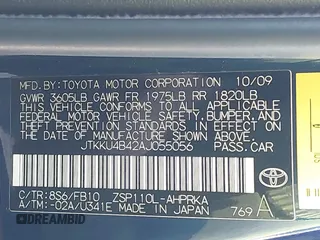 MFD.BY:TOYOTA MOTOR CORPORATION 10/09
GVWR 3605LB GAWR FR 1975LB RR 1820LB
THIS VEHICLE CONFORMS TO ALL APPLICABLE
FEDERAL MOTOR VEHICLE SAFETY, BUMPER,
AND THEFT PREVENTION STANDARDS IN EFFECT
ON THE DATE OF MANUFACTURE SHOWN ABOVE.
JTKKU4B42AJ055056 PASS.CAR
C/TR:8S6/FB10 ZSP110L-AHPRKA
A/TM:-02A/U341E MADE IN JAPAN
TOYOTA
769 A
DREAMBID